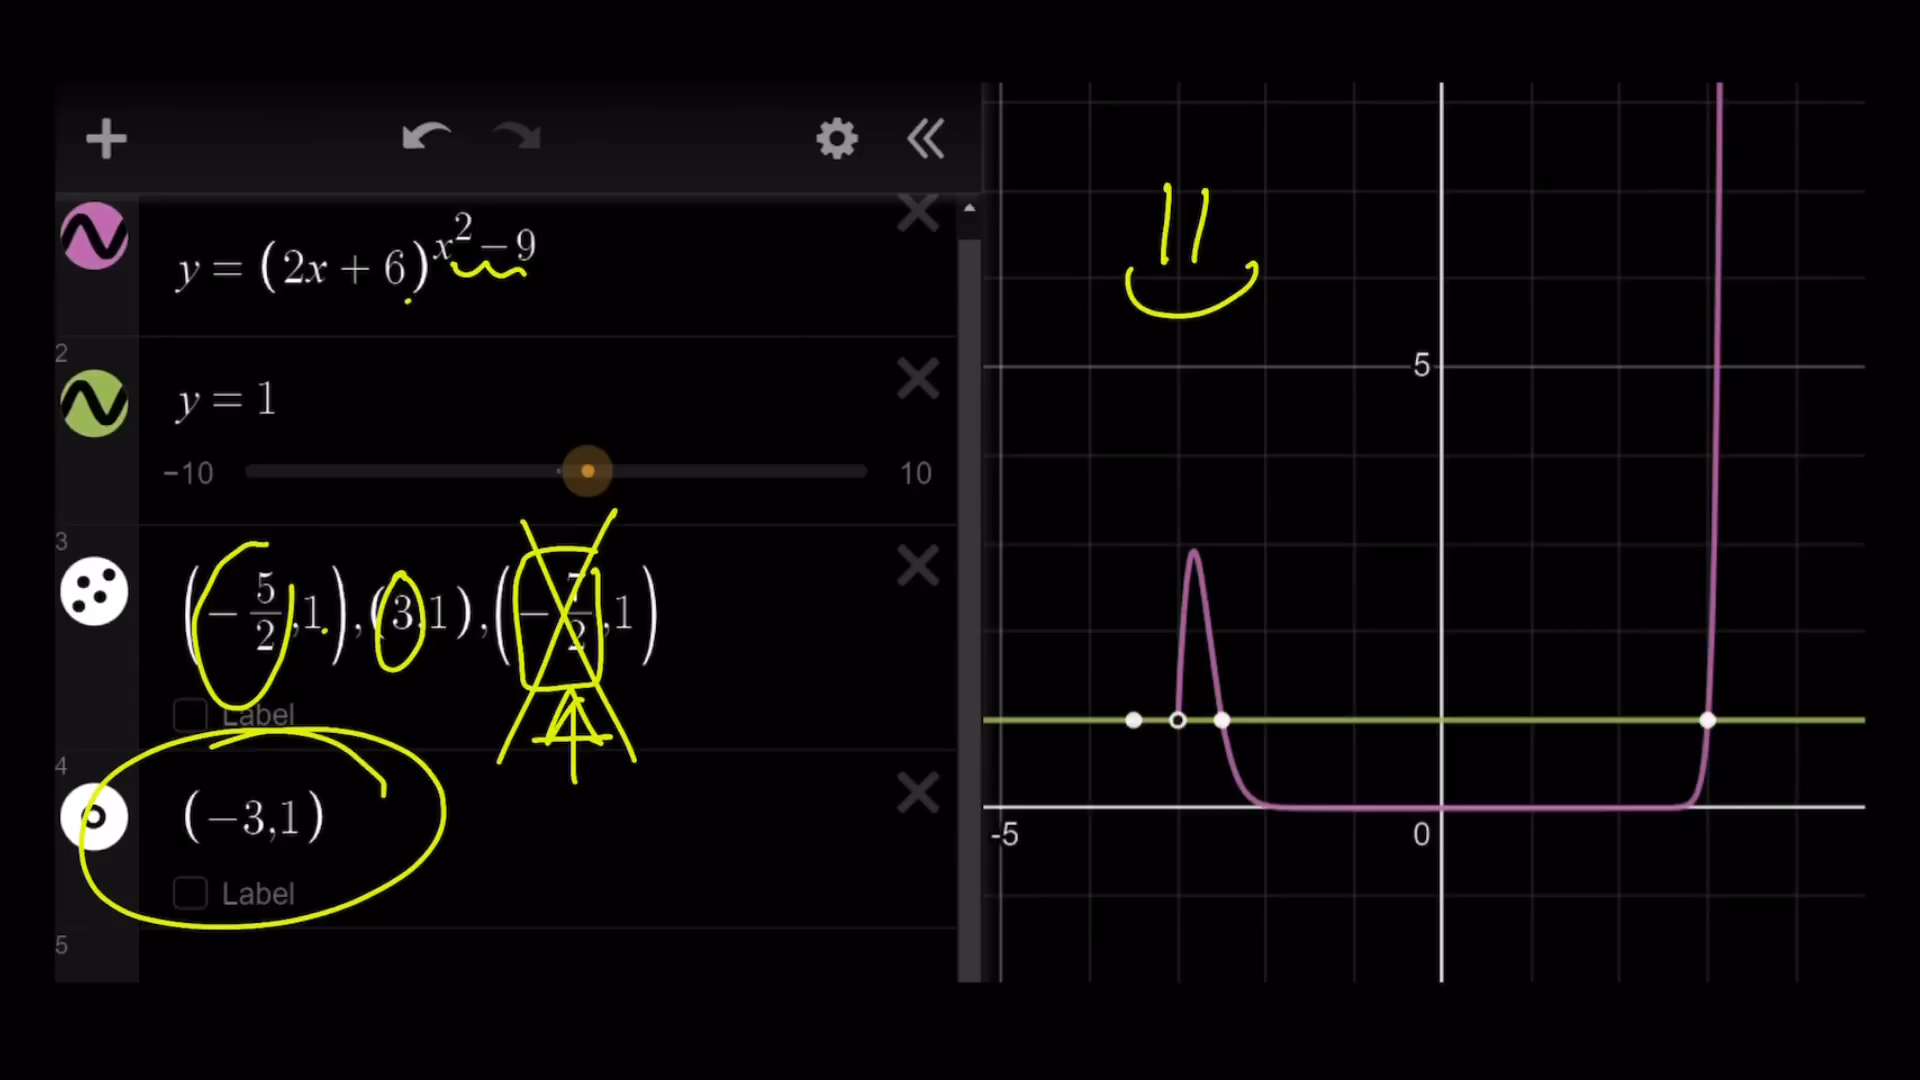 y = (2x + 6)^{x^2 - 9}
2
y = 1
-10
10
3
(-5/2, 1), (3, 1), (-7/2, 1)
Label
4
(-3, 1)
Label
5
5
-5
0